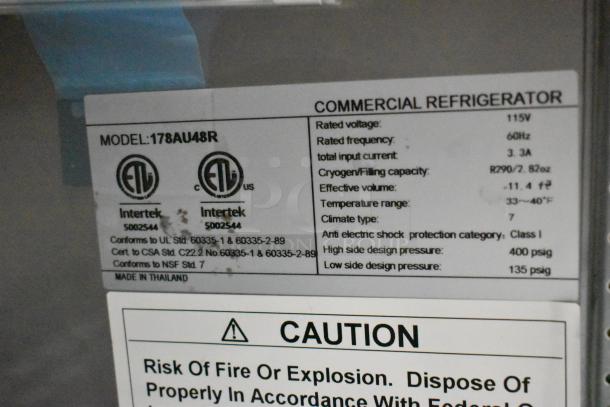 COMMERCIAL REFRIGERATOR
MODEL:178AU48R
ETL
Intertek
5002544
C ETL US
Intertek
5002544
Conforms to UL Std. 60335-1 & 60335-2-89
Cert. to CSA Std. C22.2 No.60335-1 & 60335-2-89
Conforms to NSF Std. 7
MADE IN THAILAND
Rated voltage: 115V
Rated frequency: 60Hz
total input current: 3.3A
Cryogen/Filling capacity: R290/2.82oz
Effective volume: 11.4 ft³
Temperature range: 33~40°F
Climate type: 7
Anti electric shock protection category: Class I
High side design pressure: 400 psig
Low side design pressure: 135 psig
CAUTION
Risk Of Fire Or Explosion. Dispose Of
Properly In Accordance With Federal O